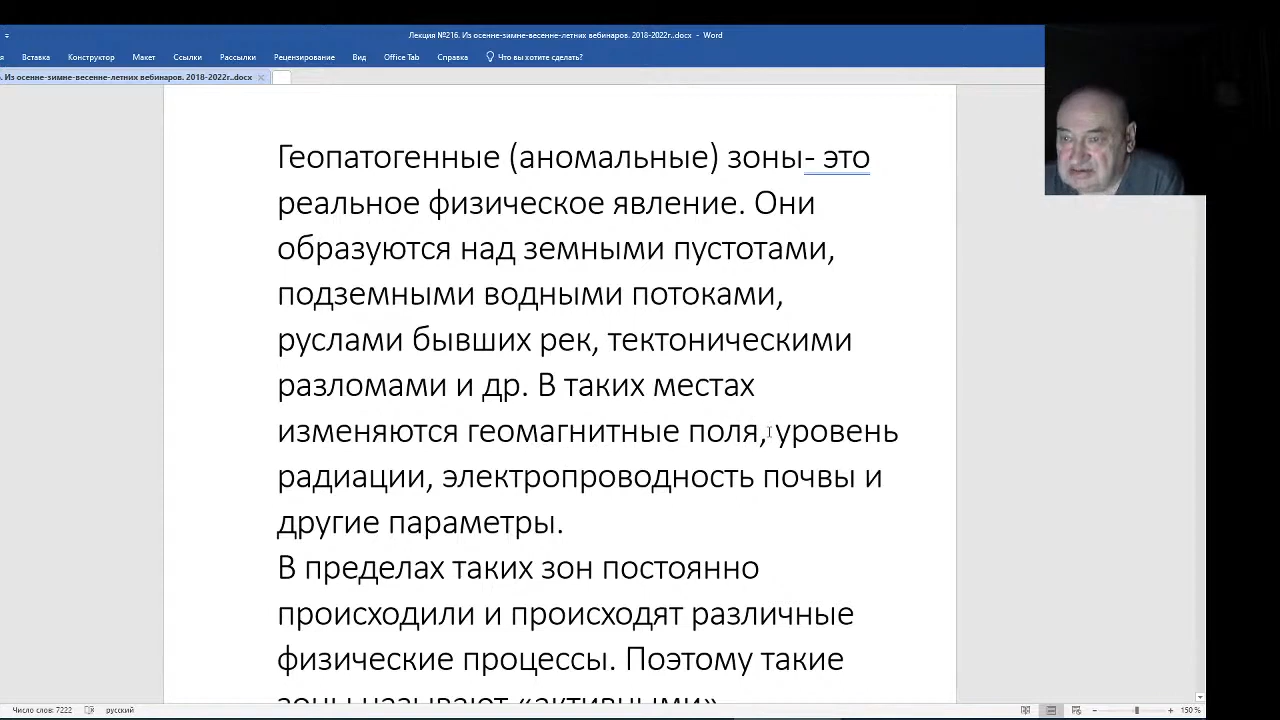 Лекция №216. Из осенне-зимне-весенне-летних вебинаров. 2018-2022г..docx - Word
Вставка Конструктор Макет Ссылки Рассылки Рецензирование Вид Office Tab Справка Что вы хотите сделать?
. Из осенне-зимне-весенне-летних вебинаров. 2018-2022г..docx
Геопатогенные (аномальные) зоны- это
реальное физическое явление. Они
образуются над земными пустотами,
подземными водными потоками,
руслами бывших рек, тектоническими
разломами и др. В таких местах
изменяются геомагнитные поля, уровень
радиации, электропроводность почвы и
другие параметры.
В пределах таких зон постоянно
происходили и происходят различные
физические процессы. Поэтому такие
зоны называют «активными»
Число слов: 7222 русский 150 %